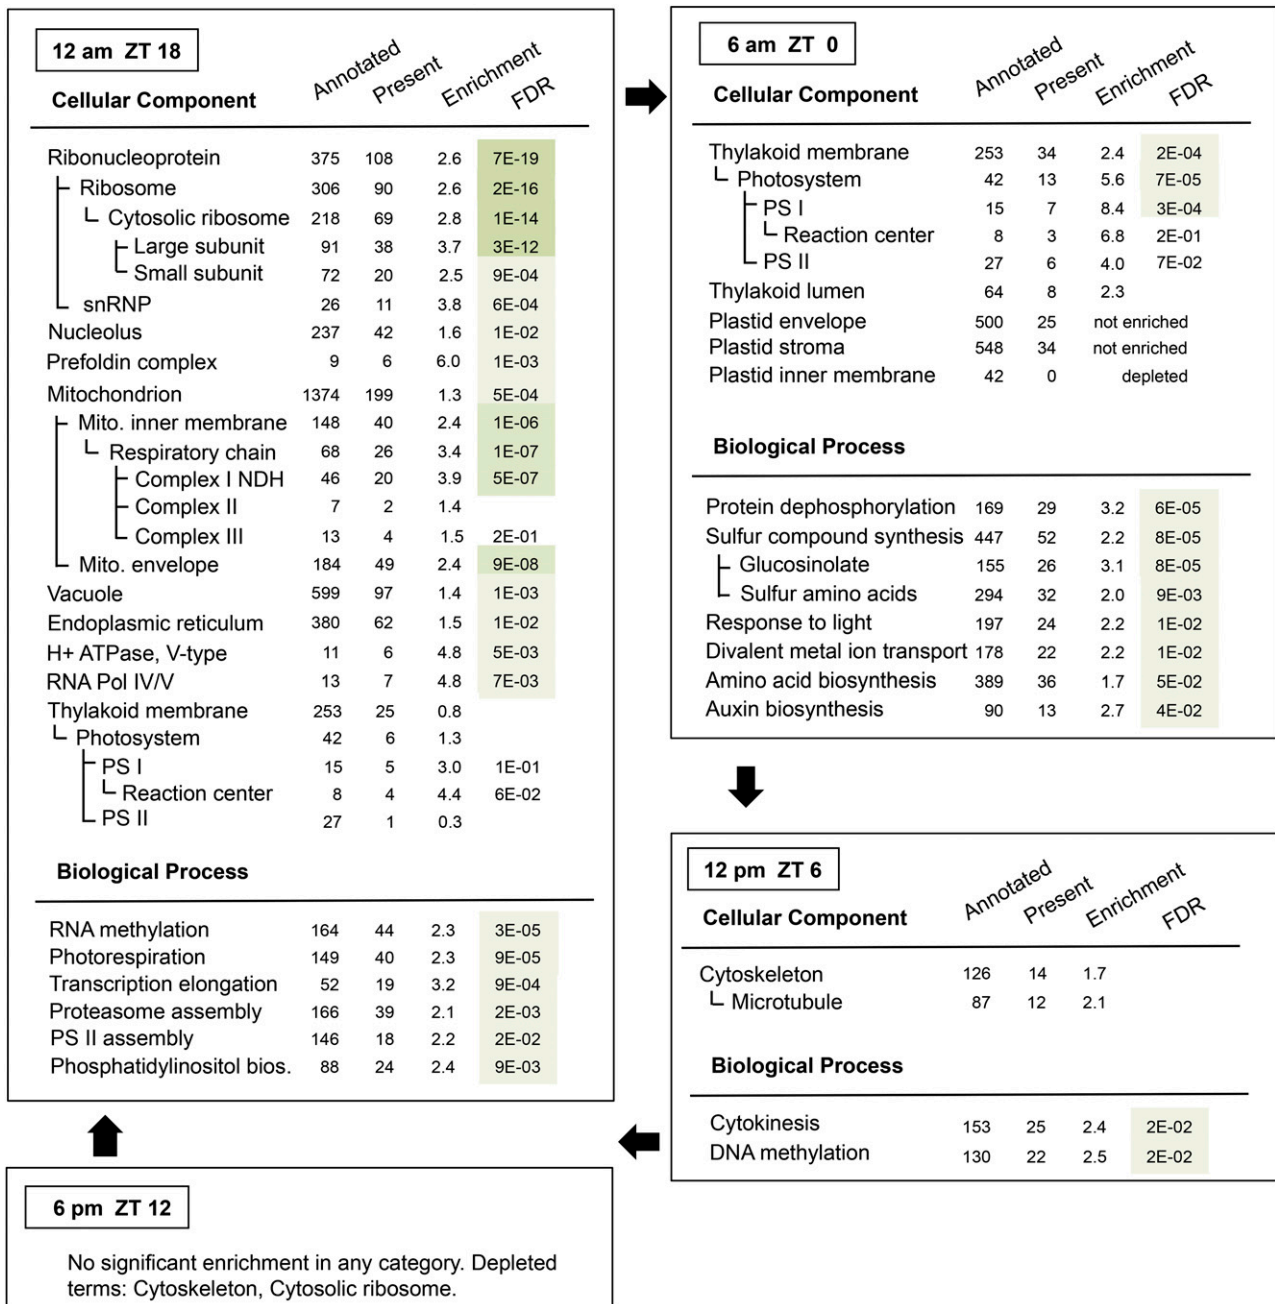 12 am ZT 18
Annotated Present Enrichment FDR
Cellular Component
Ribonucleoprotein 375 108 2.6 7E-19
Ribosome 306 90 2.6 2E-16
Cytosolic ribosome 218 69 2.8 1E-14
Large subunit 91 38 3.7 3E-12
Small subunit 72 20 2.5 9E-04
snRNP 26 11 3.8 6E-04
Nucleolus 237 42 1.6 1E-02
Prefoldin complex 9 6 6.0 1E-03
Mitochondrion 1374 199 1.3 5E-04
Mito. inner membrane 148 40 2.4 1E-06
Respiratory chain 68 26 3.4 1E-07
Complex I NDH 46 20 3.9 5E-07
Complex II 7 2 1.4
Complex III 13 4 1.5 2E-01
Mito. envelope 184 49 2.4 9E-08
Vacuole 599 97 1.4 1E-03
Endoplasmic reticulum 380 62 1.5 1E-02
H+ ATPase, V-type 11 6 4.8 5E-03
RNA Pol IV/V 13 7 4.8 7E-03
Thylakoid membrane 253 25 0.8
Photosystem 42 6 1.3
PS I 15 5 3.0 1E-01
Reaction center 8 4 4.4 6E-02
PS II 27 1 0.3
Biological Process
RNA methylation 164 44 2.3 3E-05
Photorespiration 149 40 2.3 9E-05
Transcription elongation 52 19 3.2 9E-04
Proteasome assembly 166 39 2.1 2E-03
PS II assembly 146 18 2.2 2E-02
Phosphatidylinositol bios. 88 24 2.4 9E-03
6 am ZT 0
Annotated Present Enrichment FDR
Cellular Component
Thylakoid membrane 253 34 2.4 2E-04
Photosystem 42 13 5.6 7E-05
PS I 15 7 8.4 3E-04
Reaction center 8 3 6.8 2E-01
PS II 27 6 4.0 7E-02
Thylakoid lumen 64 8 2.3
Plastid envelope 500 25 not enriched
Plastid stroma 548 34 not enriched
Plastid inner membrane 42 0 depleted
Biological Process
Protein dephosphorylation 169 29 3.2 6E-05
Sulfur compound synthesis 447 52 2.2 8E-05
Glucosinolate 155 26 3.1 8E-05
Sulfur amino acids 294 32 2.0 9E-03
Response to light 197 24 2.2 1E-02
Divalent metal ion transport 178 22 2.2 1E-02
Amino acid biosynthesis 389 36 1.7 5E-02
Auxin biosynthesis 90 13 2.7 4E-02
12 pm ZT 6
Annotated Present Enrichment FDR
Cellular Component
Cytoskeleton 126 14 1.7
Microtubule 87 12 2.1
Biological Process
Cytokinesis 153 25 2.4 2E-02
DNA methylation 130 22 2.5 2E-02
6 pm ZT 12
No significant enrichment in any category. Depleted
terms: Cytoskeleton, Cytosolic ribosome.